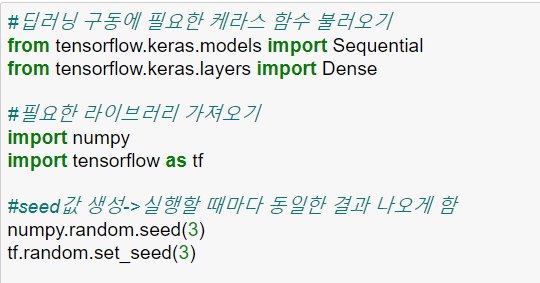 #딥러닝 구동에 필요한 케라스 함수 불러오기
from tensorflow.keras.models import Sequential
from tensorflow.keras.layers import Dense
#필요한 라이브러리 가져오기
import numpy
import tensorflow as tf
#seed값 생성->실행할 때마다 동일한 결과 나오게 함
numpy.random.seed(3)
tf.random.set_seed(3)